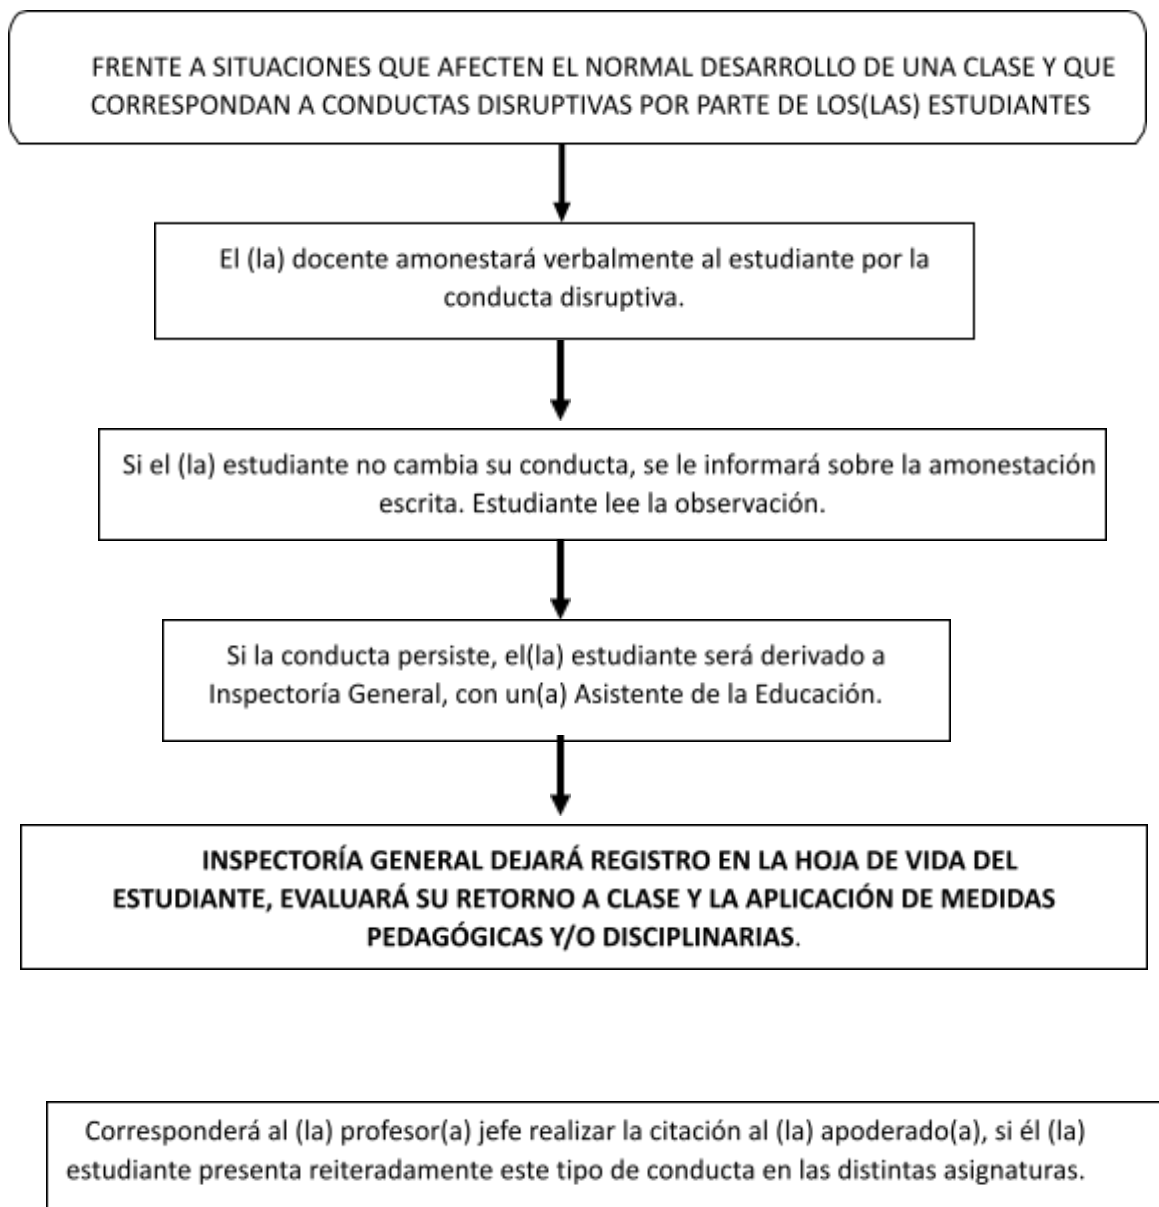 FRENTE A SITUACIONES QUE AFECTEN EL NORMAL DESARROLLO DE UNA CLASE Y QUE
CORRESPONDAN A CONDUCTAS DISRUPTIVAS POR PARTE DE LOS(LAS) ESTUDIANTES
El (la) docente amonestará verbalmente al estudiante por la
conducta disruptiva.
Si el (la) estudiante no cambia su conducta, se le informará sobre la amonestación
escrita. Estudiante lee la observación.
Si la conducta persiste, el(la) estudiante será derivado a
Inspectoría General, con un(a) Asistente de la Educación.
INSPECTORÍA GENERAL DEJARÁ REGISTRO EN LA HOJA DE VIDA DEL
ESTUDIANTE, EVALUARÁ SU RETORNO A CLASE Y LA APLICACIÓN DE MEDIDAS
PEDAGÓGICAS Y/O DISCIPLINARIAS.
Corresponderá al (la) profesor(a) jefe realizar la citación al (la) apoderado(a), si él (la)
estudiante presenta reiteradamente este tipo de conducta en las distintas asignaturas.